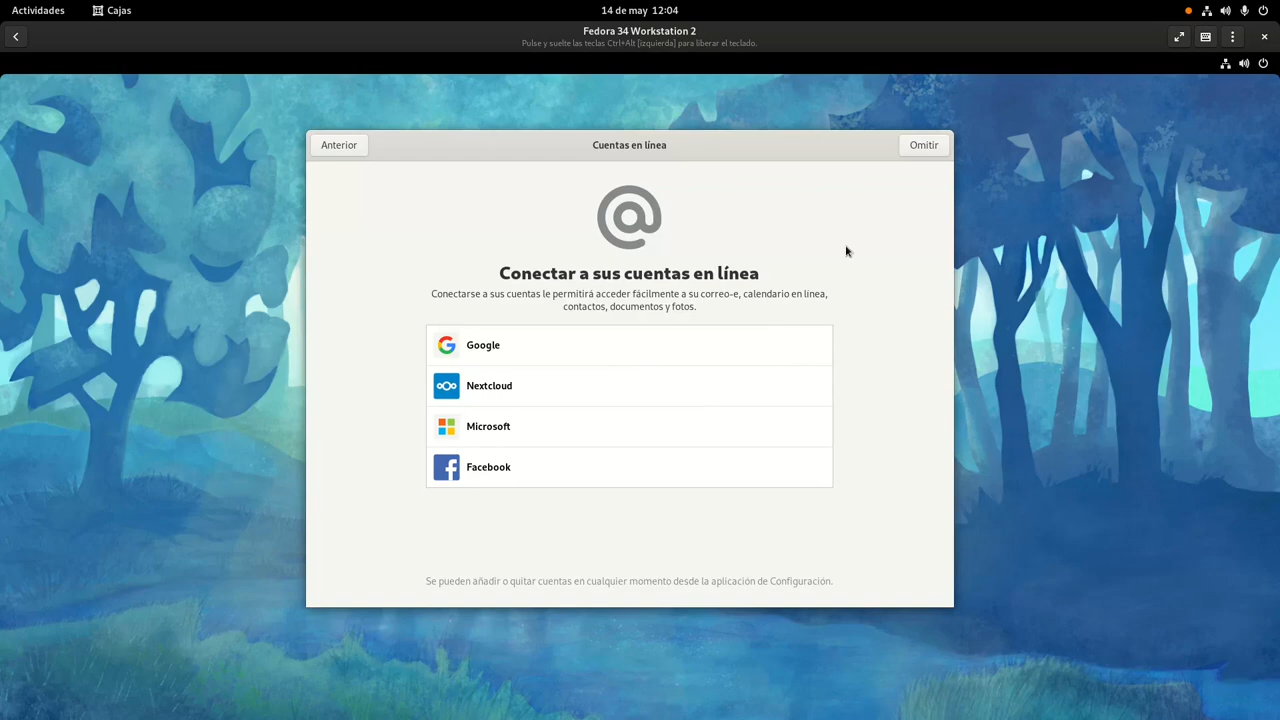 Actividades
Cajas
14 de may 12:04
Fedora 34 Workstation 2
Pulse y suelte las teclas Ctrl+Alt [izquierda] para liberar el teclado.
Anterior
Cuentas en línea
Omitir
Conectar a sus cuentas en línea
Conectarse a sus cuentas le permitirá acceder fácilmente a su correo-e, calendario en línea,
contactos, documentos y fotos.
Google
Nextcloud
Microsoft
Facebook
Se pueden añadir o quitar cuentas en cualquier momento desde la aplicación de Configuración.